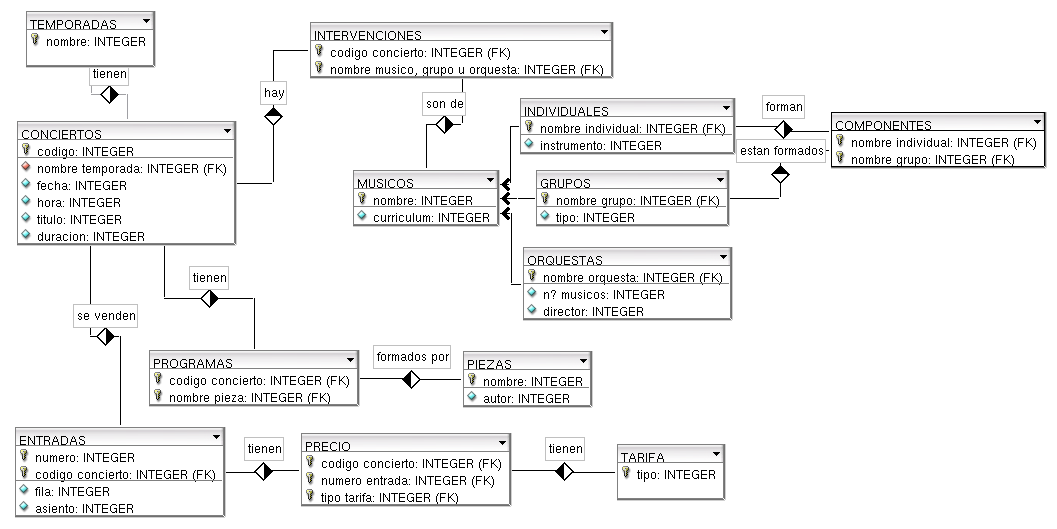 TEMPORADAS
nombre: INTEGER
tienen
INTERVENCIONES
codigo concierto: INTEGER (FK)
nombre musico, grupo u orquesta: INTEGER (FK)
hay
son de
CONCIERTOS
codigo: INTEGER
nombre temporada: INTEGER (FK)
fecha: INTEGER
hora: INTEGER
titulo: INTEGER
duracion: INTEGER
INDIVIDUALES
nombre individual: INTEGER (FK)
instrumento: INTEGER
forman
estan formados
COMPONENTES
nombre individual: INTEGER (FK)
nombre grupo: INTEGER (FK)
MUSICOS
nombre: INTEGER
curriculum: INTEGER
GRUPOS
nombre grupo: INTEGER (FK)
tipo: INTEGER
ORQUESTAS
nombre orquesta: INTEGER (FK)
n? musicos: INTEGER
director: INTEGER
tienen
se venden
PROGRAMAS
codigo concierto: INTEGER (FK)
nombre pieza: INTEGER (FK)
formados por
PIEZAS
nombre: INTEGER
autor: INTEGER
ENTRADAS
numero: INTEGER
codigo concierto: INTEGER (FK)
fila: INTEGER
asiento: INTEGER
tienen
PRECIO
codigo concierto: INTEGER (FK)
numero entrada: INTEGER (FK)
tipo tarifa: INTEGER (FK)
tienen
TARIFA
tipo: INTEGER